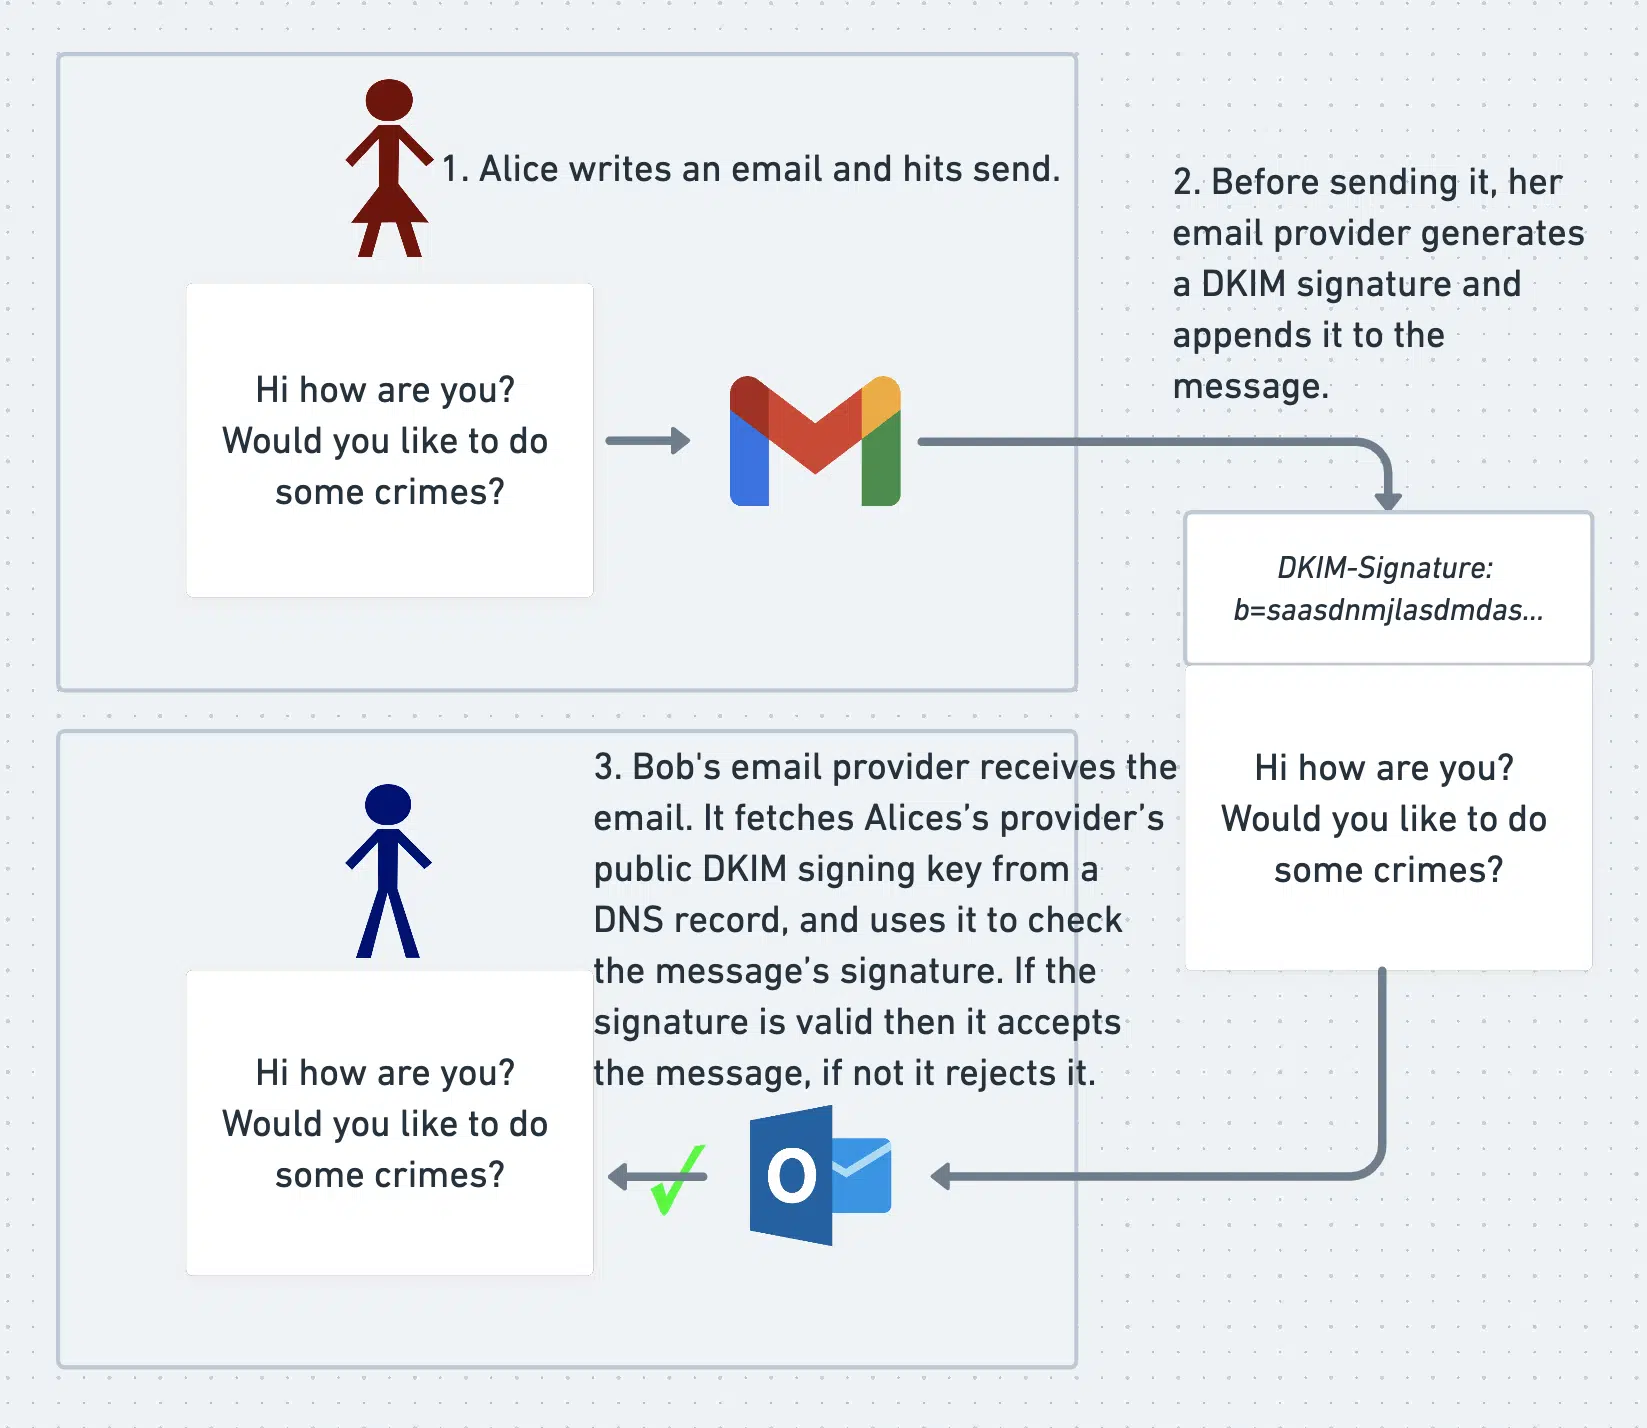 1. Alice writes an email and hits send.
Hi how are you?
Would you like to do
some crimes?
2. Before sending it, her
email provider generates
a DKIM signature and
appends it to the
message.
DKIM-Signature:
b=saasdnmjlasdmdas...
Hi how are you?
Would you like to do
some crimes?
3. Bob's email provider receives the
email. It fetches Alices’s provider’s
public DKIM signing key from a
DNS record, and uses it to check
the message’s signature. If the
signature is valid then it accepts
the message, if not it rejects it.
Hi how are you?
Would you like to do
some crimes?
O